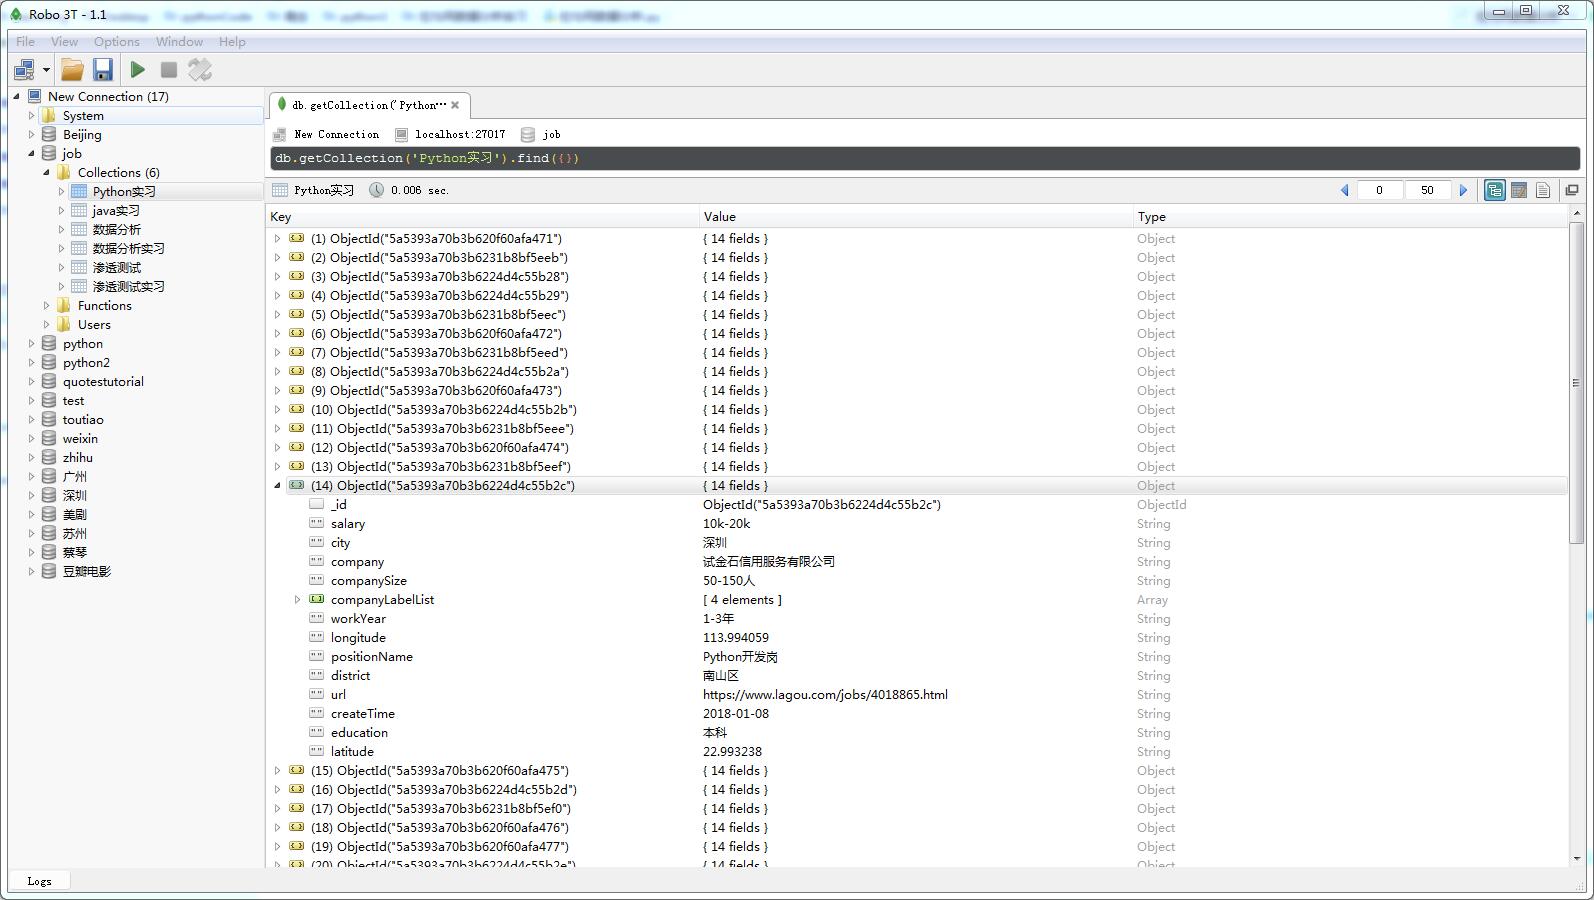 Robo 3T - 1.1
File View Options Window Help
New Connection (17)
System
Beijing
job
Collections (6)
Python实习
java实习
数据分析
数据分析实习
渗透测试
渗透测试实习
Functions
Users
python
python2
quotestutorial
test
toutiao
weixin
zhihu
广州
深圳
美剧
苏州
蔡琴
豆瓣电影
Logs
db.getCollection('Python…
New Connection localhost:27017 job
db.getCollection('Python实习').find({})
Python实习 0.006 sec. 0 50
Key Value Type
(1) ObjectId("5a5393a70b3b620f60afa471") { 14 fields } Object
(2) ObjectId("5a5393a70b3b6231b8bf5eeb") { 14 fields } Object
(3) ObjectId("5a5393a70b3b6224d4c55b28") { 14 fields } Object
(4) ObjectId("5a5393a70b3b6224d4c55b29") { 14 fields } Object
(5) ObjectId("5a5393a70b3b6231b8bf5eec") { 14 fields } Object
(6) ObjectId("5a5393a70b3b620f60afa472") { 14 fields } Object
(7) ObjectId("5a5393a70b3b6231b8bf5eed") { 14 fields } Object
(8) ObjectId("5a5393a70b3b6224d4c55b2a") { 14 fields } Object
(9) ObjectId("5a5393a70b3b620f60afa473") { 14 fields } Object
(10) ObjectId("5a5393a70b3b6224d4c55b2b") { 14 fields } Object
(11) ObjectId("5a5393a70b3b6231b8bf5eee") { 14 fields } Object
(12) ObjectId("5a5393a70b3b620f60afa474") { 14 fields } Object
(13) ObjectId("5a5393a70b3b6231b8bf5eef") { 14 fields } Object
(14) ObjectId("5a5393a70b3b6224d4c55b2c") { 14 fields } Object
_id ObjectId("5a5393a70b3b6224d4c55b2c") ObjectId
salary 10k-20k String
city 深圳 String
company 试金石信用服务有限公司 String
companySize 50-150人 String
companyLabelList [ 4 elements ] Array
workYear 1-3年 String
longitude 113.994059 String
positionName Python开发岗 String
district 南山区 String
url https://www.lagou.com/jobs/4018865.html String
createTime 2018-01-08 String
education 本科 String
latitude 22.993238 String
(15) ObjectId("5a5393a70b3b620f60afa475") { 14 fields } Object
(16) ObjectId("5a5393a70b3b6224d4c55b2d") { 14 fields } Object
(17) ObjectId("5a5393a70b3b6231b8bf5ef0") { 14 fields } Object
(18) ObjectId("5a5393a70b3b620f60afa476") { 14 fields } Object
(19) ObjectId("5a5393a70b3b620f60afa477") { 14 fields } Object
(20) ObjectId("5a5393a70b3b6224d4c55b2e") { 14 fields } Object